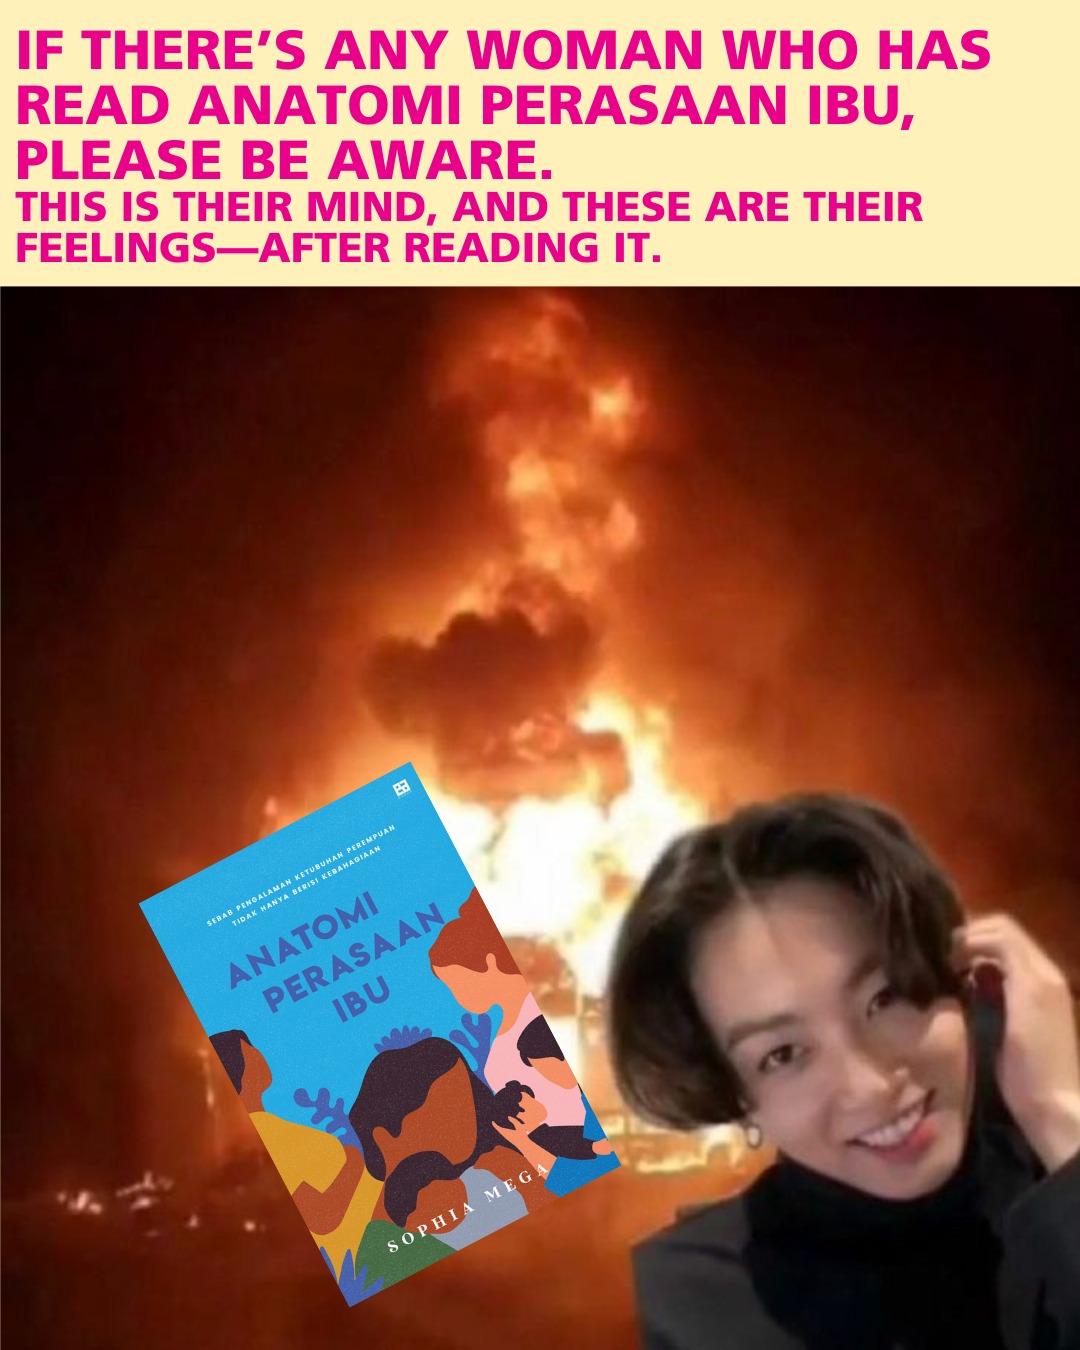 IF THERE’S ANY WOMAN WHO HAS
READ ANATOMI PERASAAN IBU,
PLEASE BE AWARE.
THIS IS THEIR MIND, AND THESE ARE THEIR
FEELINGS—AFTER READING IT.
SEBAB PENGALAMAN KETUBUHAN PEREMPUAN
TIDAK HANYA BERISI KEBAHAGIAAN
ANATOMI
PERASAAN
IBU
SOPHIA MEGA